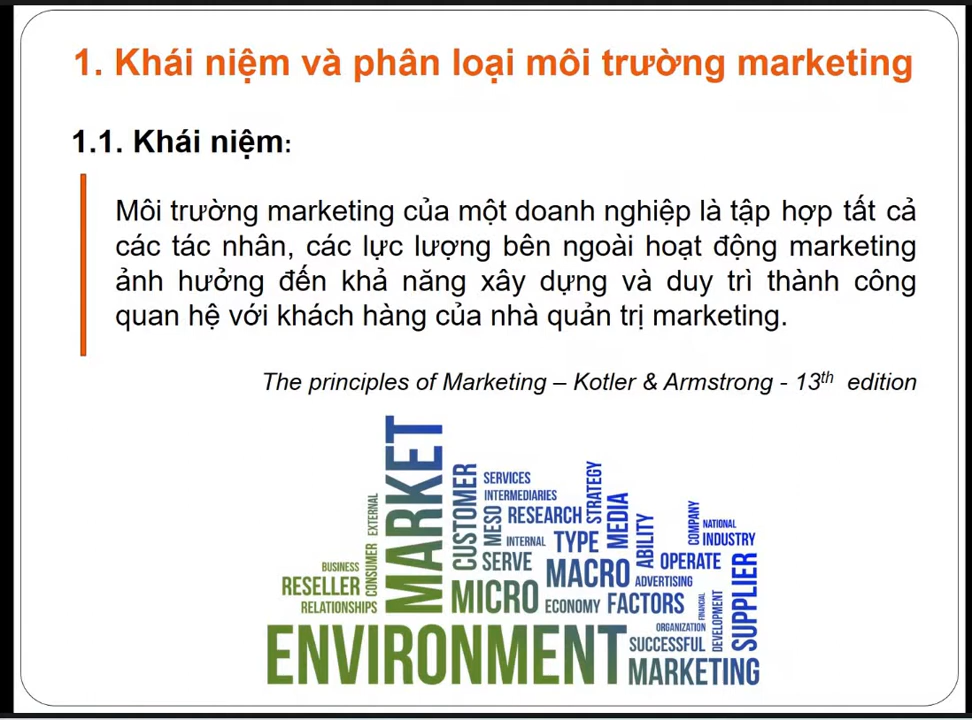 1. Khái niệm và phân loại môi trường marketing
1.1. Khái niệm:
Môi trường marketing của một doanh nghiệp là tập hợp tất cả
các tác nhân, các lực lượng bên ngoài hoạt động marketing
ảnh hưởng đến khả năng xây dựng và duy trì thành công
quan hệ với khách hàng của nhà quản trị marketing.
The principles of Marketing – Kotler & Armstrong - 13th edition
MARKET
EXTERNAL
CONSUMER
BUSINESS
RESELLER
RELATIONSHIPS
CUSTOMER
SERVICES
INTERMEDIARIES
MESO
RESEARCH
STRATEGY
MEDIA
INTERNAL
TYPE
ABILITY
COMPANY
NATIONAL
INDUSTRY
SERVE
MACRO
OPERATE
ADVERTISING
MICRO
ECONOMY
FACTORS
FINANCIAL
DEVELOPMENT
SUPPLIER
ORGANIZATION
SUCCESSFUL
ENVIRONMENT
MARKETING